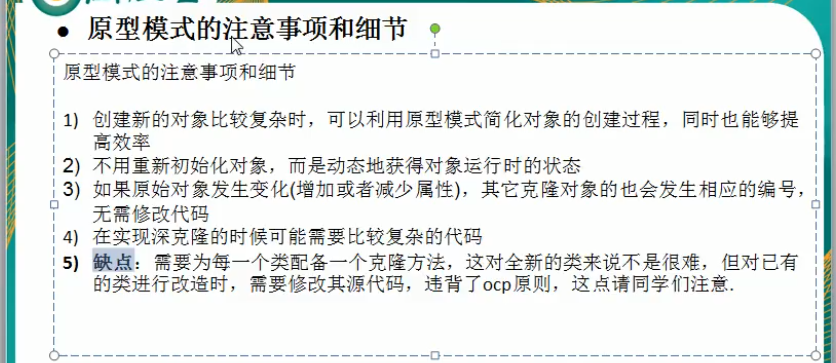 ● 原型模式的注意事项和细节
原型模式的注意事项和细节
1) 创建新的对象比较复杂时，可以利用原型模式简化对象的创建过程，同时也能够提
高效率
2) 不用重新初始化对象，而是动态地获得对象运行时的状态
3) 如果原始对象发生变化(增加或者减少属性)，其它克隆对象的也会发生相应的编号，
无需修改代码
4) 在实现深克隆的时候可能需要比较复杂的代码
5) 缺点：需要为每一个类配备一个克隆方法，这对全新的类来说不是很难，但对已有
的类进行改造时，需要修改其源代码，违背了ocp原则，这点请同学们注意.